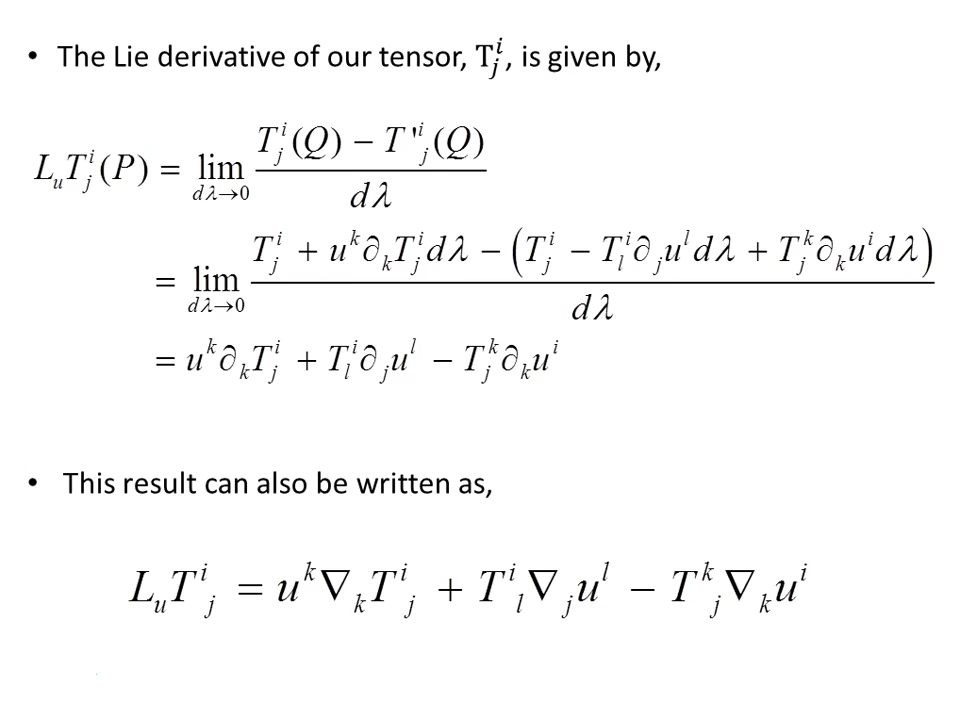 • The Lie derivative of our tensor, T^i_j, is given by,
L_u T^i_j(P) = lim_{dλ→0} (T^i_j(Q) − T'^i_j(Q)) / dλ
= lim_{dλ→0} (T^i_j + u^k ∂_k T^i_j dλ − (T^i_j − T^i_l ∂_j u^l dλ + T^k_j ∂_k u^i dλ)) / dλ
= u^k ∂_k T^i_j + T^i_l ∂_j u^l − T^k_j ∂_k u^i
• This result can also be written as,
L_u T^i_j = u^k ∇_k T^i_j + T^i_l ∇_j u^l − T^k_j ∇_k u^i